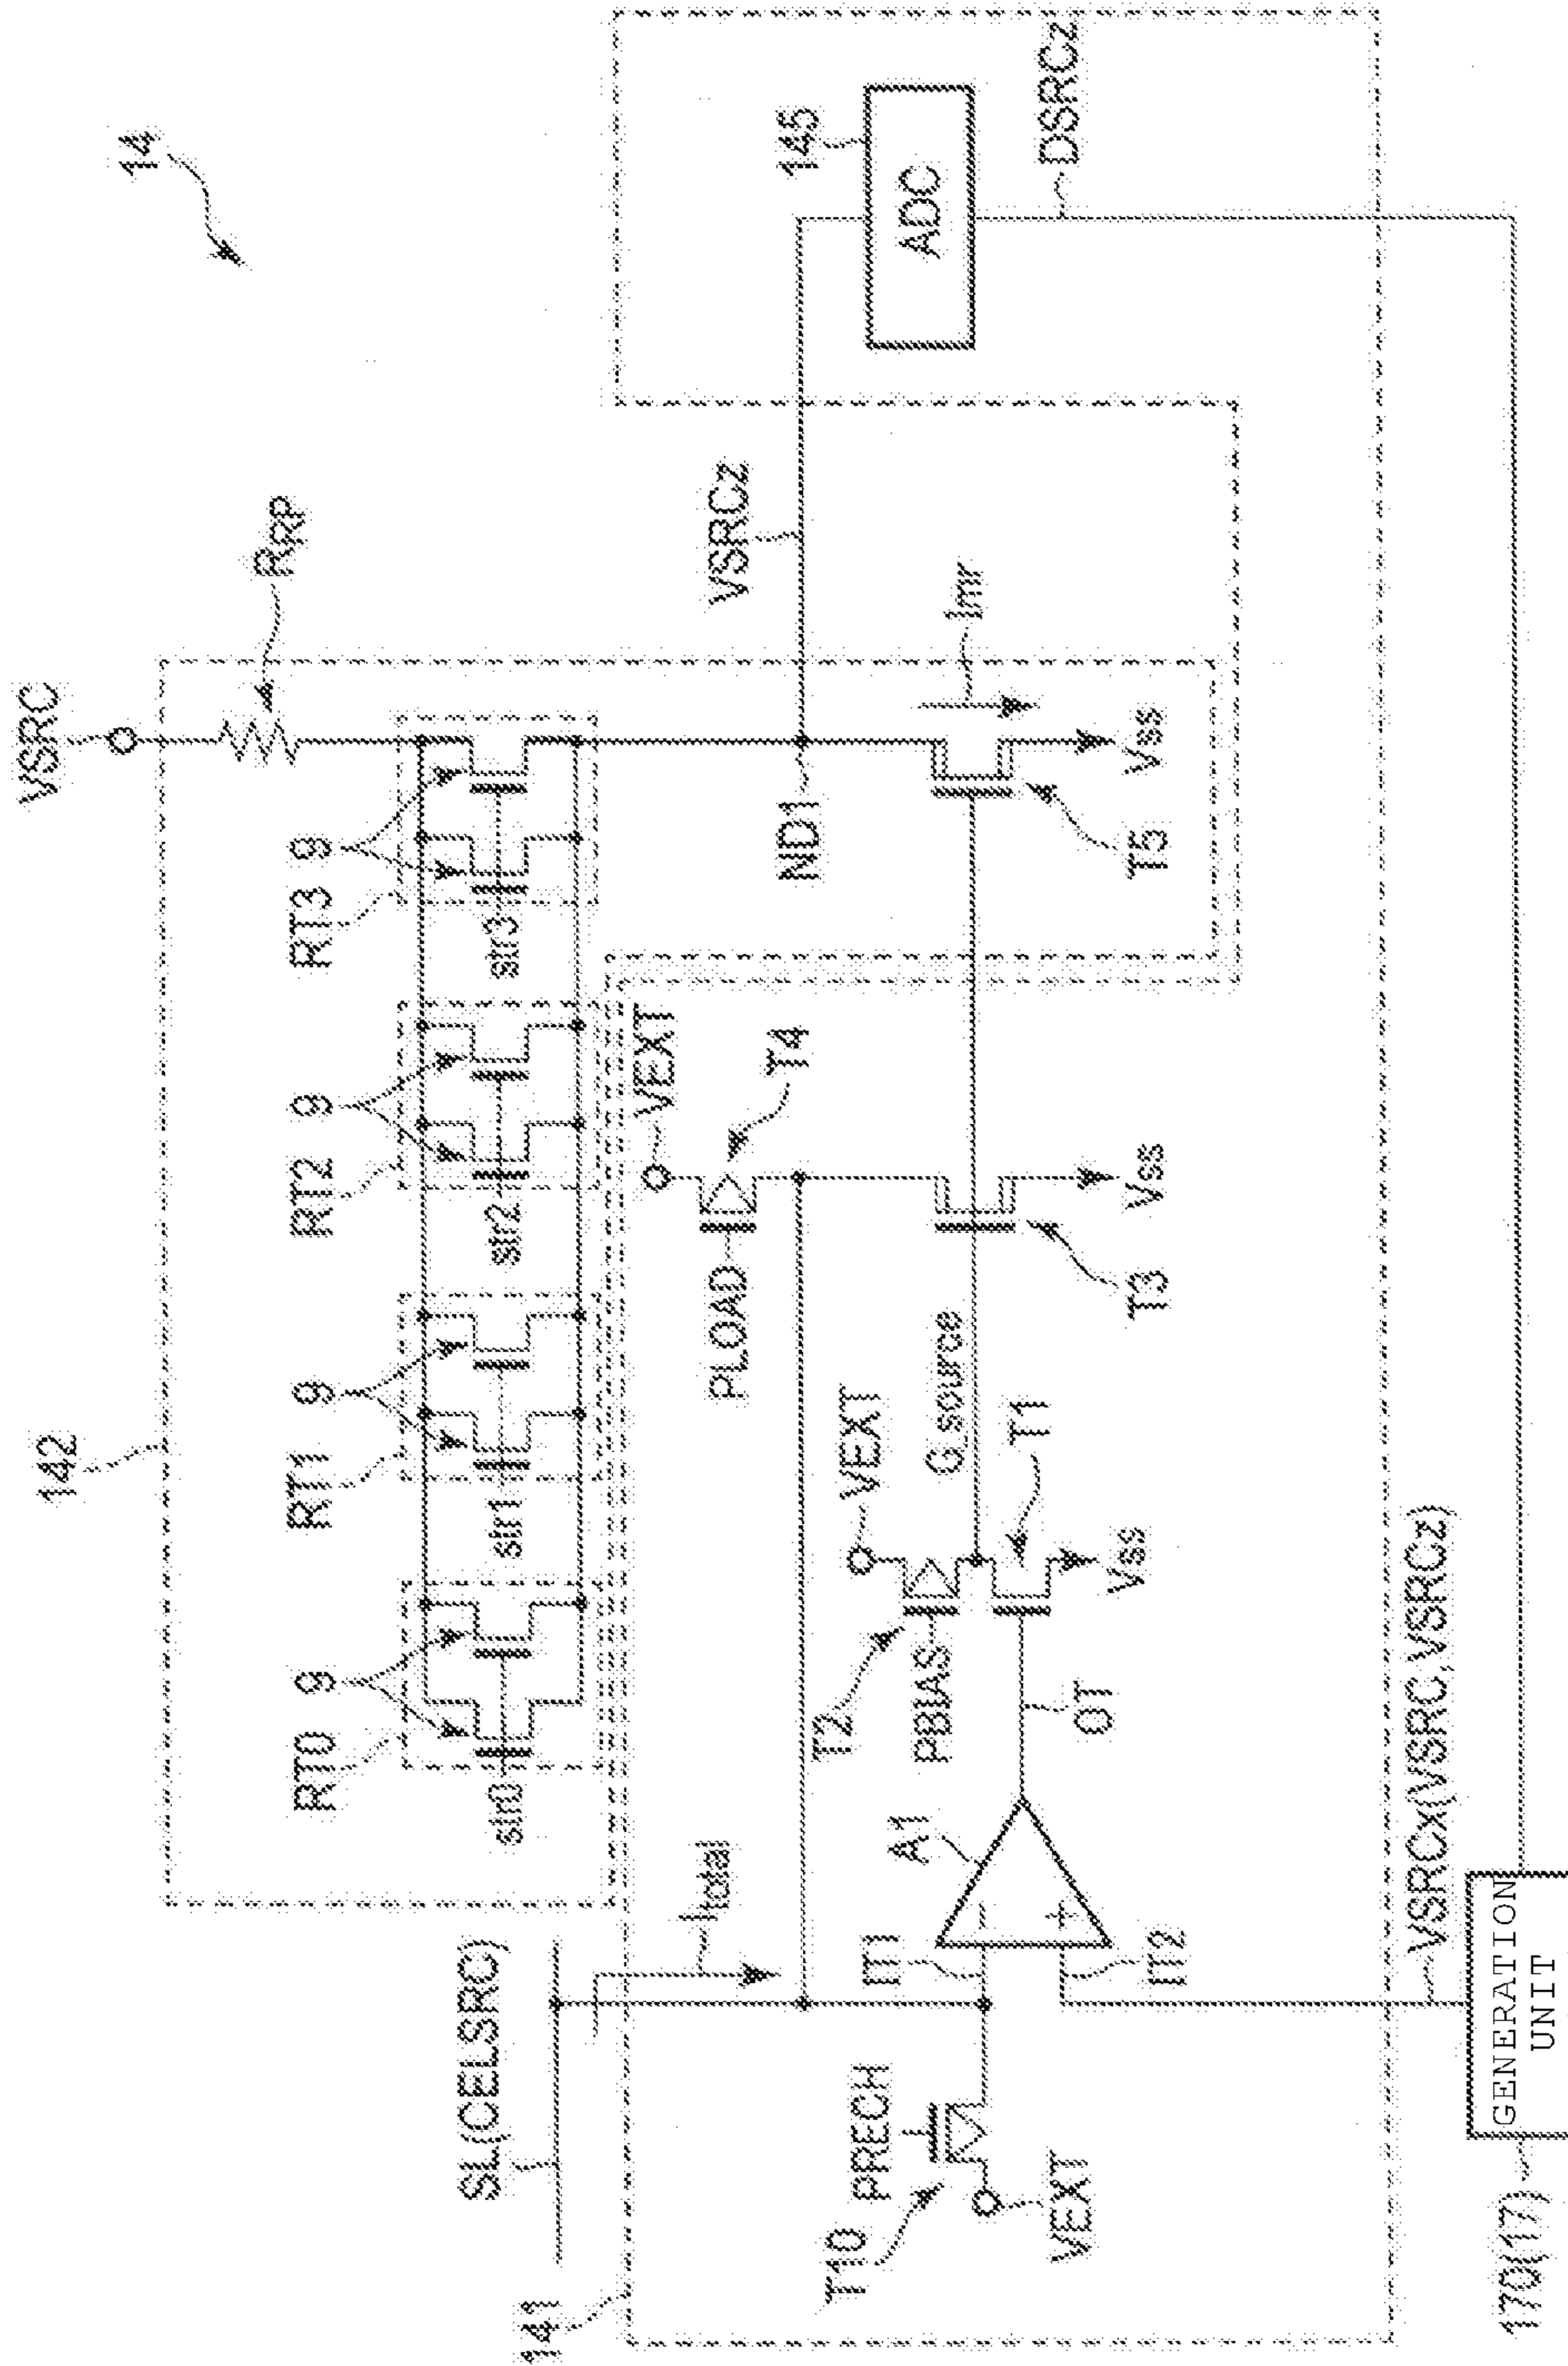 14
VSRC
RRP
142
RT0
9
str0
RT1
9
str1
RT2
9
str2
RT3
9
str3
SL(CELSRC)
Itotal
141
VEXT
PLOAD
T4
VSRCz
ND1
Imr
145
ADC
DSRCz
T10
PRECH
VEXT
IT1
IT2
A1
OT
T2
PBIAS
VEXT
G_source
T1
Vss
T3
Vss
T5
Vss
VSRCx(VSRC,VSRCz)
GENERATION
UNIT
170(17)